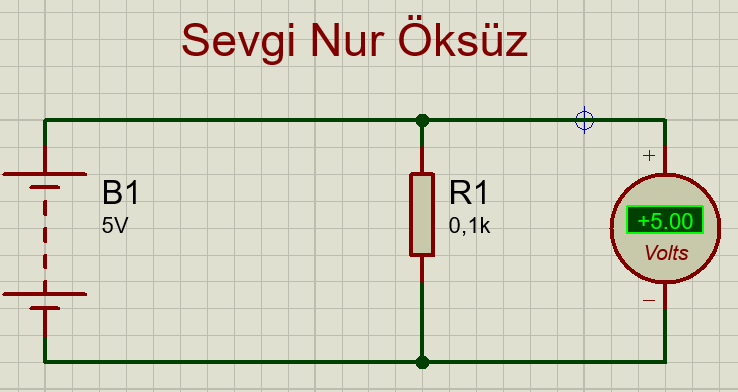 Sevgi Nur Öksüz
B1
5V
R1
0,1k
+
+5.00
Volts
−